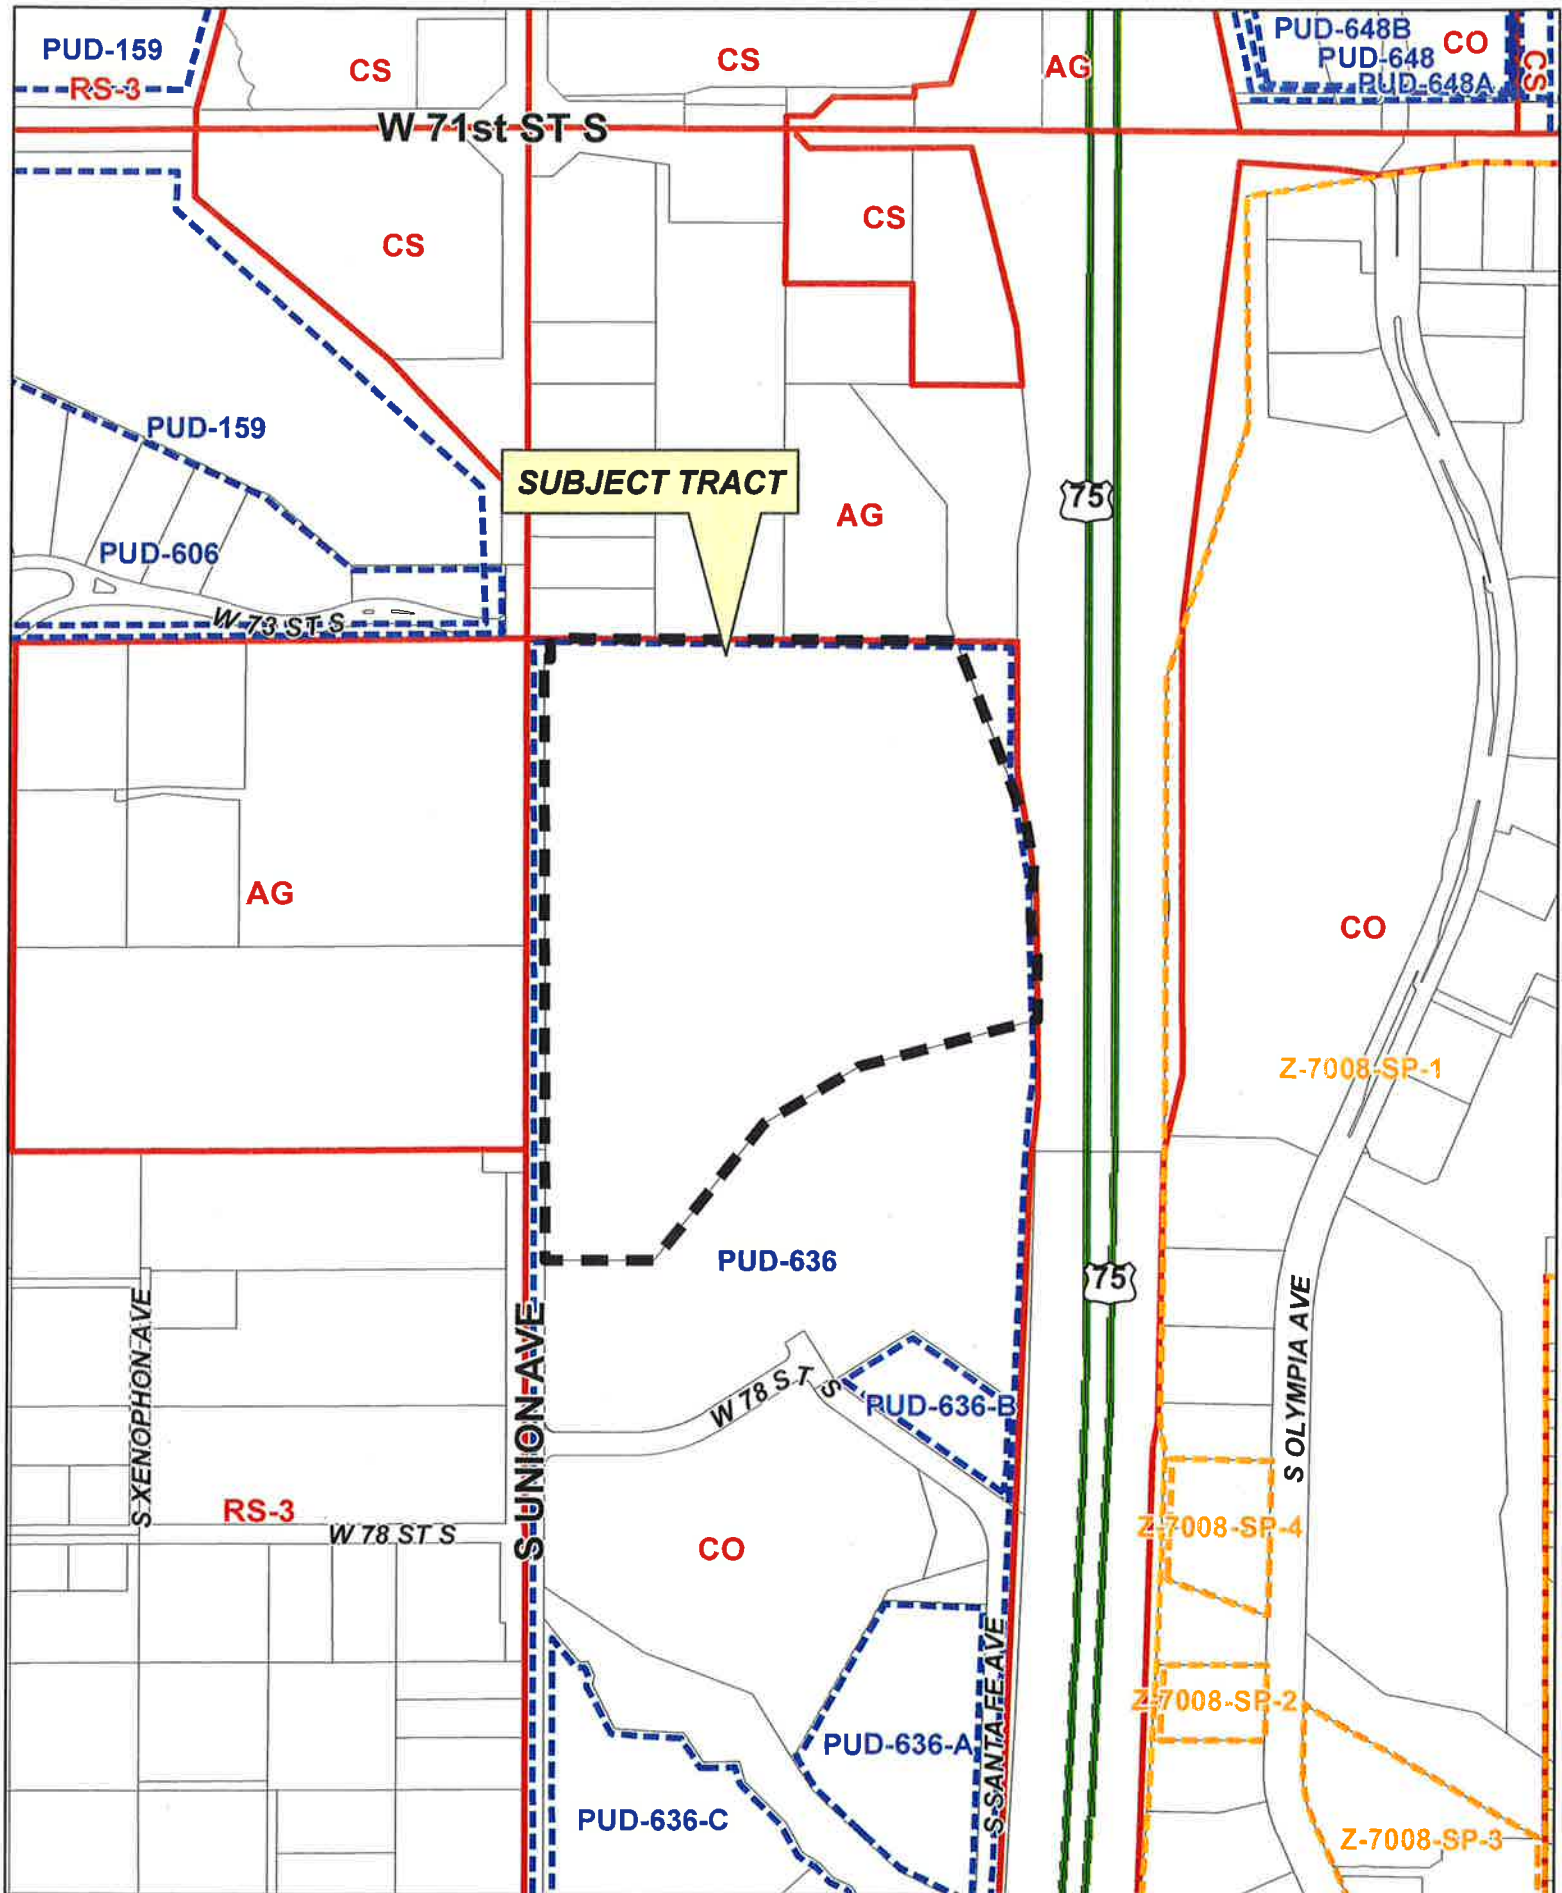 PUD-159
RS-3
CS
CS
AG
PUD-648B
PUD-648
PUD-648A
CO
CS
W 71st ST S
CS
CS
PUD-159
SUBJECT TRACT
AG
75
PUD-606
W 73 ST S
AG
CO
Z-7008-SP-1
PUD-636
75
S XENOPHON AVE
S UNION AVE
W 78 ST S
PUD-636-B
S OLYMPIA AVE
RS-3
W 78 ST S
CO
Z-7008-SP-4
S SANTA FE AVE
Z-7008-SP-2
PUD-636-A
PUD-636-C
Z-7008-SP-3